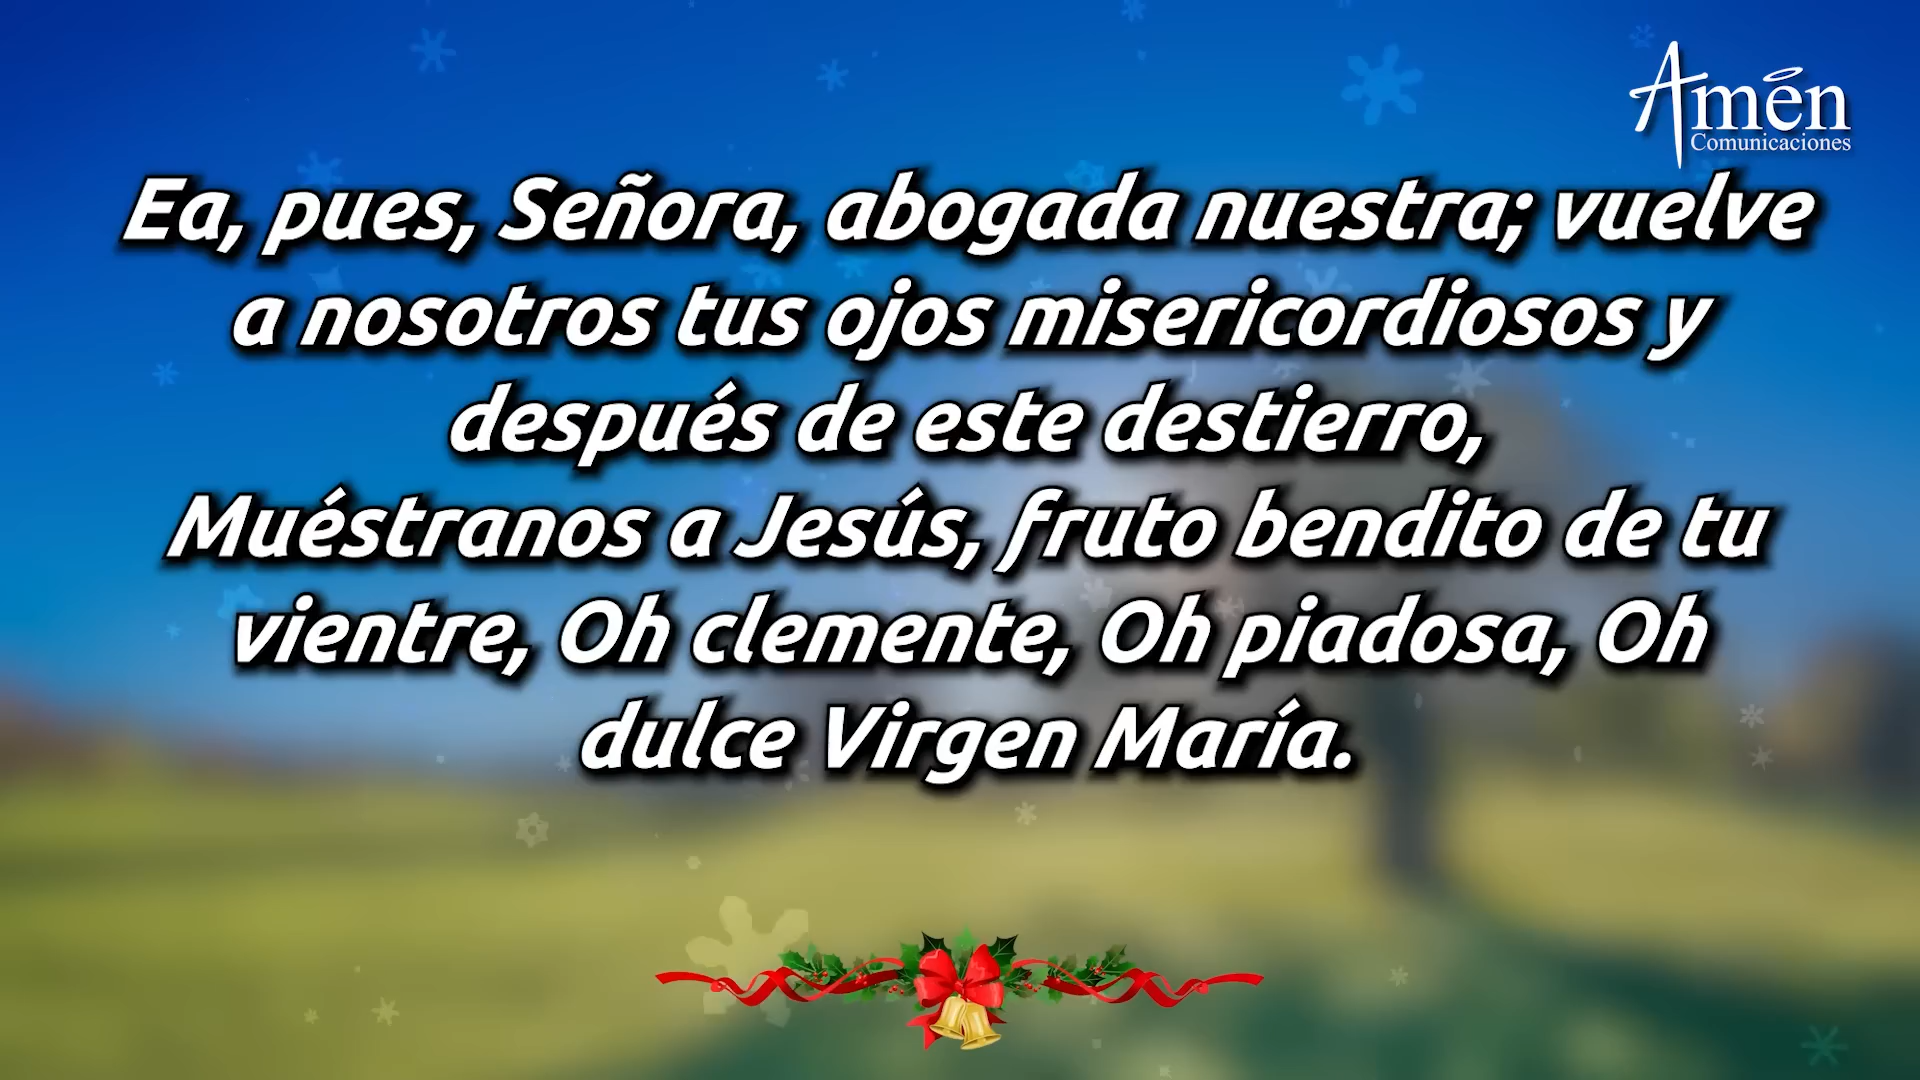 Amén
Comunicaciones
Ea, pues, Señora, abogada nuestra; vuelve
a nosotros tus ojos misericordiosos y
después de este destierro,
Muéstranos a Jesús, fruto bendito de tu
vientre, Oh clemente, Oh piadosa, Oh
dulce Virgen María.